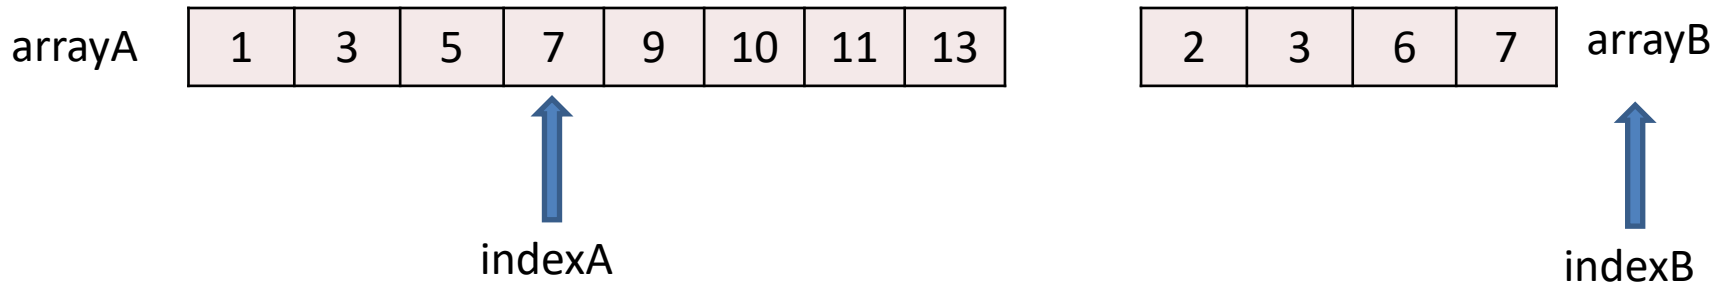 arrayA 1 3 5 7 9 10 11 13 2 3 6 7 arrayB
indexA indexB